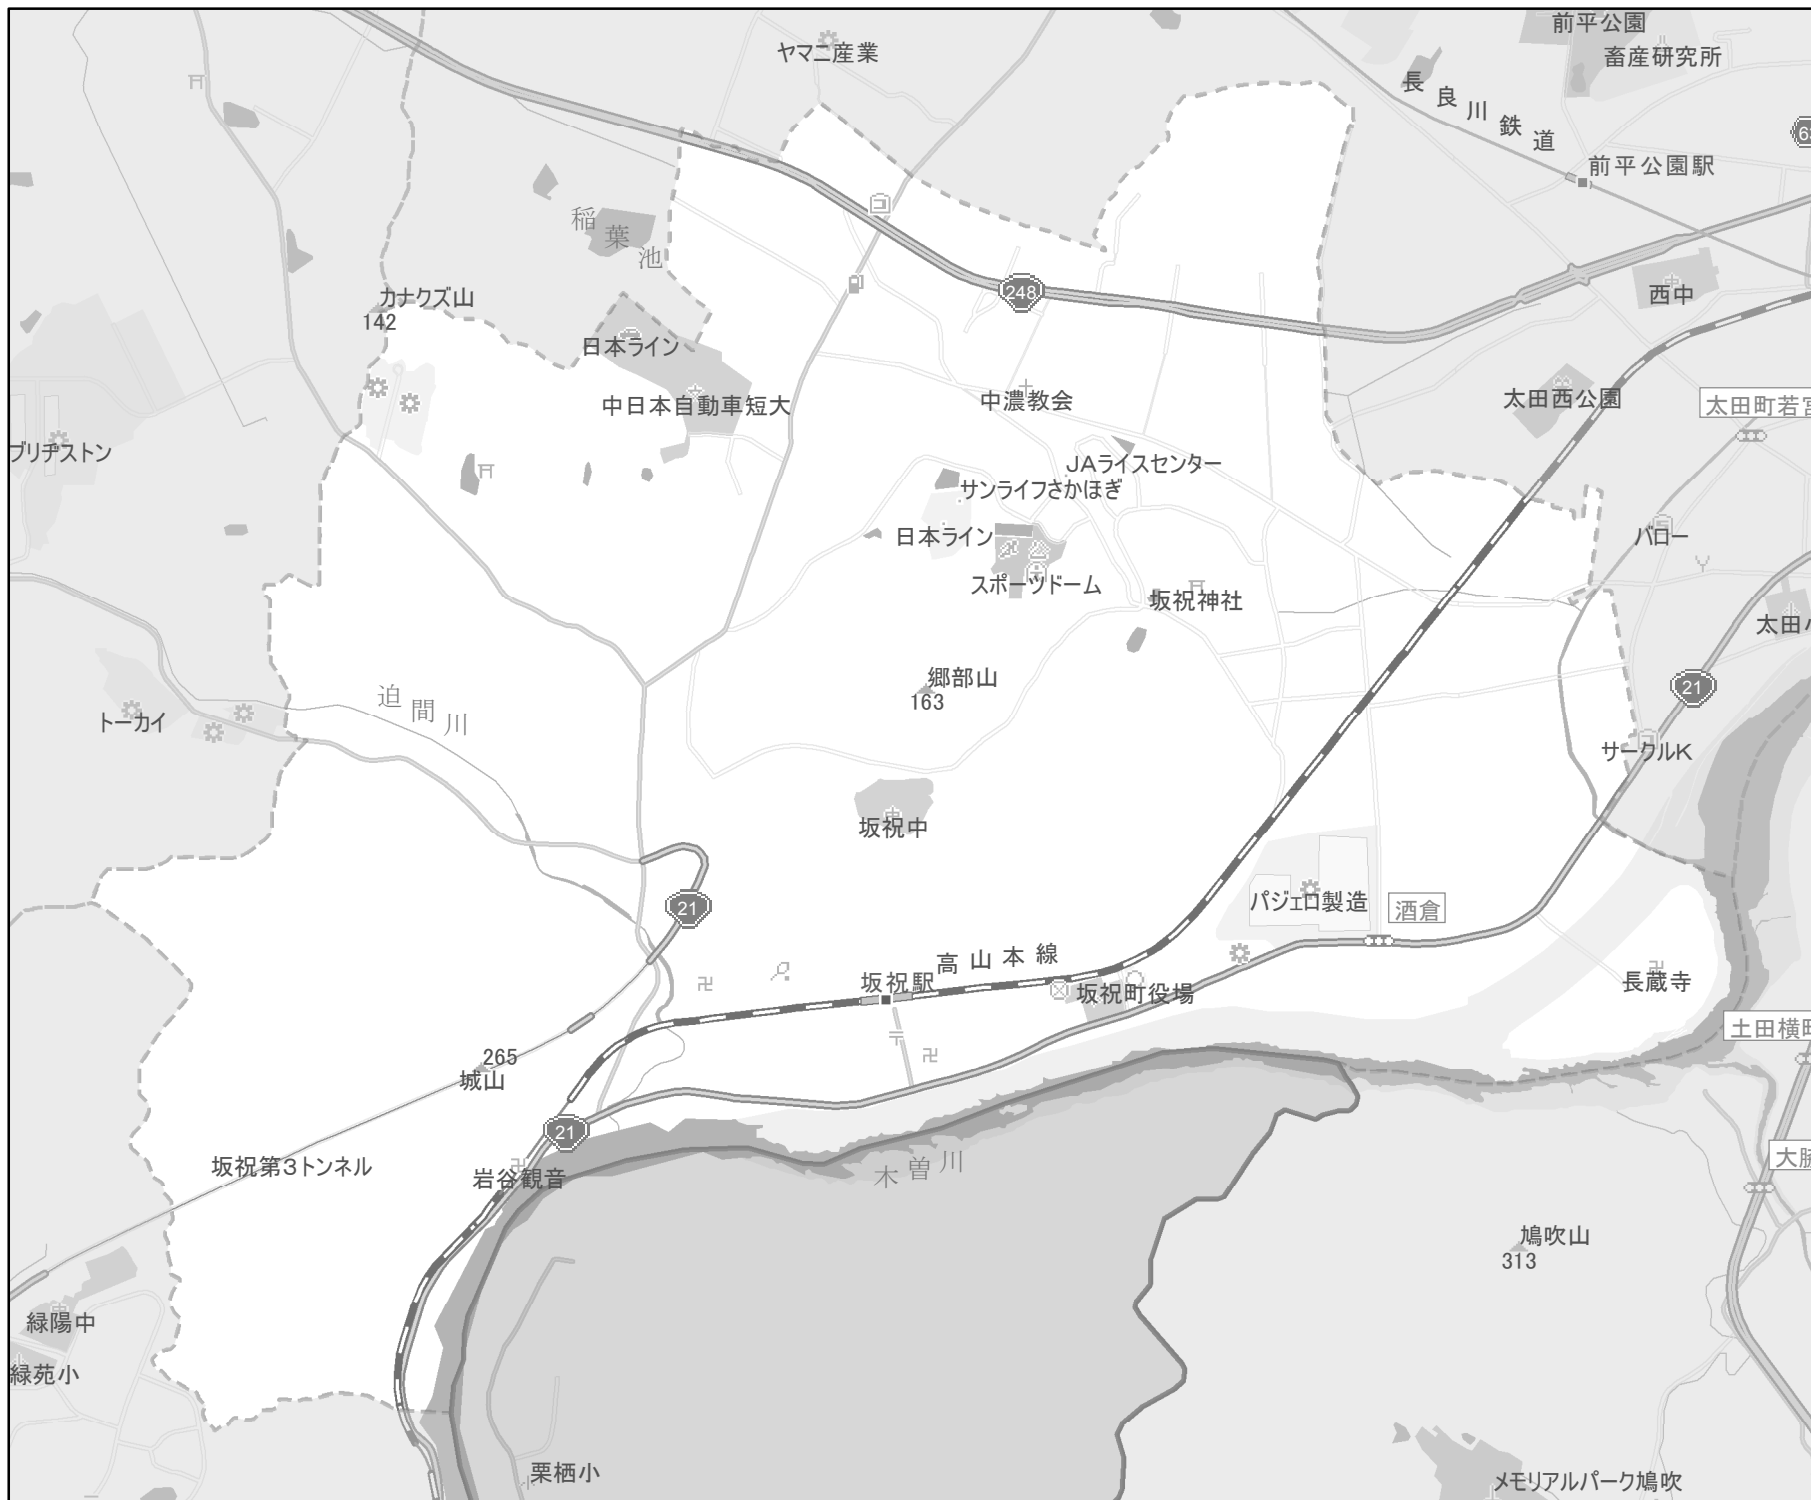 前平公園
ヤマニ産業
畜産研究所
長良川鉄道
前平公園駅
稲葉池
カナクズ山
142
248
西中
日本ライン
中日本自動車短大
中濃教会
太田西公園
太田町若宮
ブリヂストン
JAライスセンター
サンライフさかほぎ
日本ライン
バロー
スポーツドーム
坂祝神社
太田小
郷部山
163
21
迫間川
トーカイ
サークルK
坂祝中
21
パジェロ製造
酒倉
高山本線
坂祝駅
坂祝町役場
長蔵寺
土田横町
265
城山
21
坂祝第3トンネル
岩谷観音
木曽川
大脇
鳩吹山
313
緑陽中
緑苑小
栗栖小
メモリアルパーク鳩吹